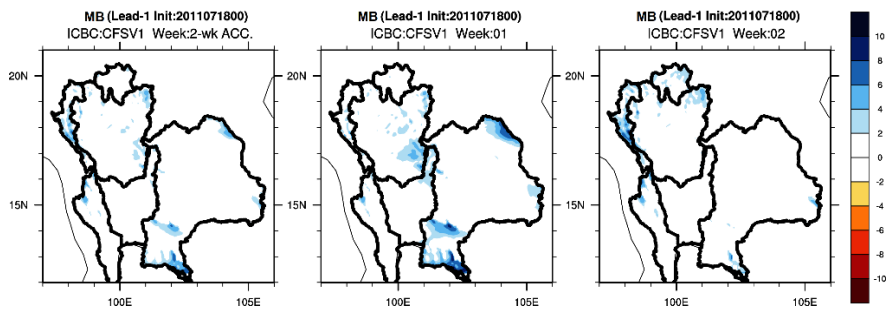 MB (Lead-1 Init:2011071800)
ICBC:CFSV1 Week:2-wk ACC.
20N
15N
100E
105E
MB (Lead-1 Init:2011071800)
ICBC:CFSV1 Week:01
100E
105E
MB (Lead-1 Init:2011071800)
ICBC:CFSV1 Week:02
20N
15N
100E
105E
10
8
6
4
2
0
-2
-4
-6
-8
-10